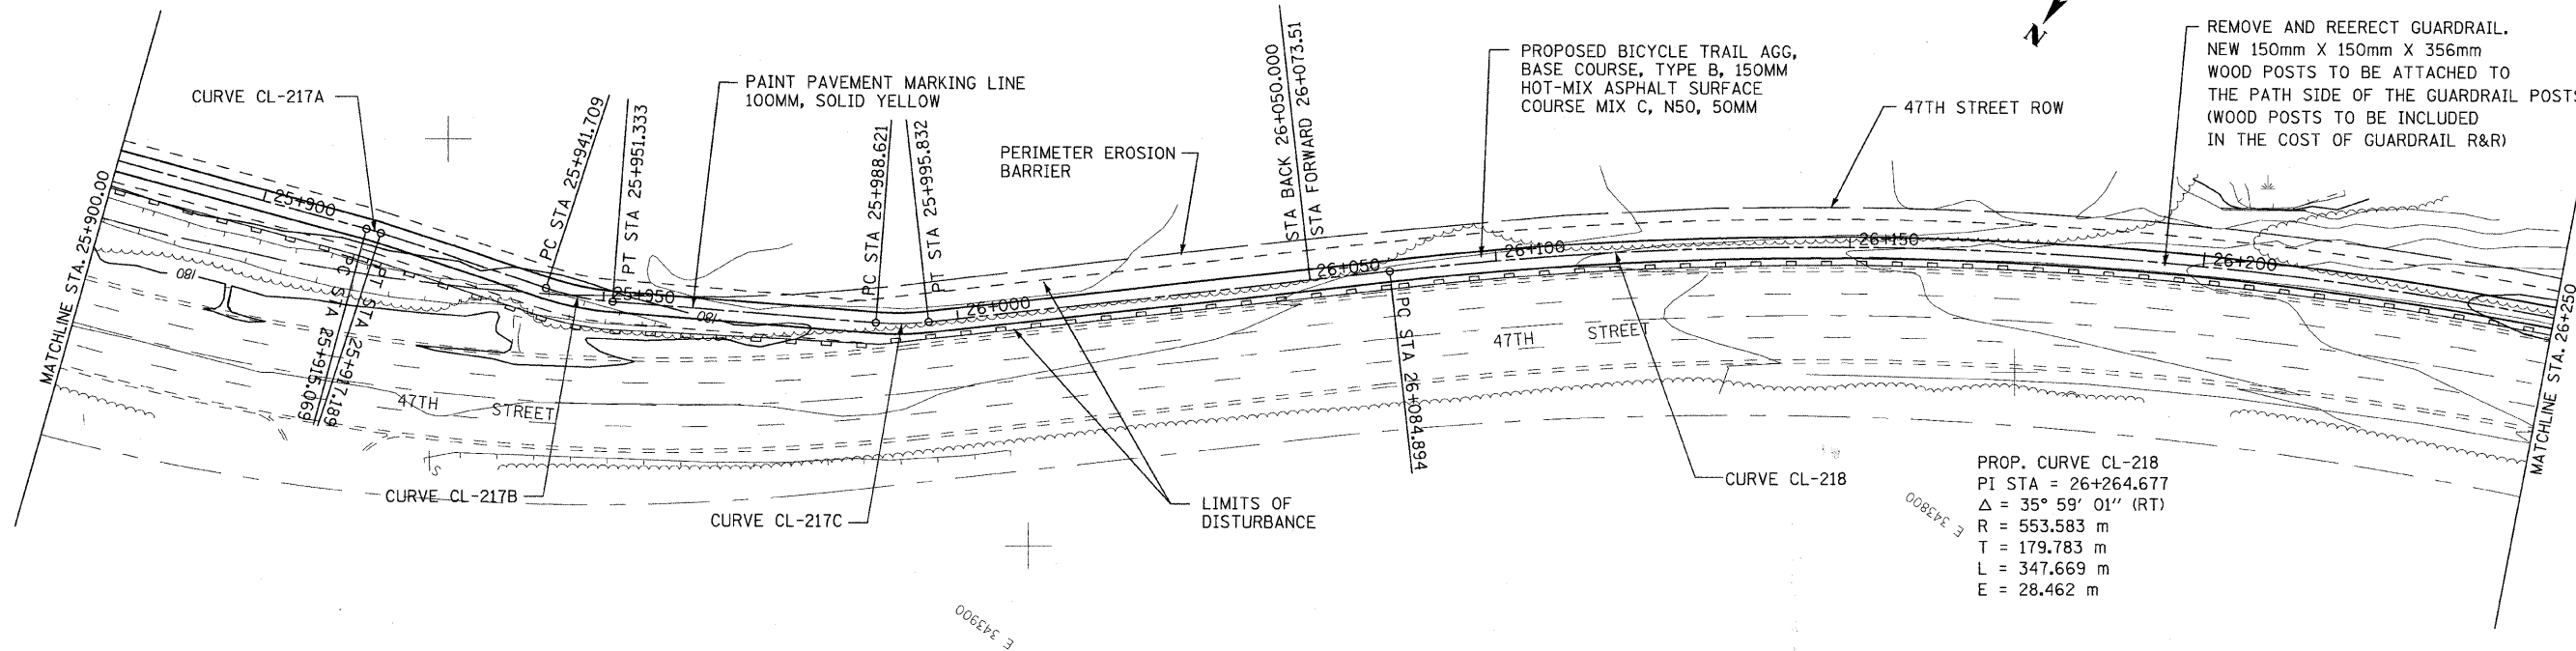 CURVE CL-217A
PAINT PAVEMENT MARKING LINE
100MM, SOLID YELLOW
PERIMETER EROSION
BARRIER
PROPOSED BICYCLE TRAIL AGG,
BASE COURSE, TYPE B, 150MM
HOT-MIX ASPHALT SURFACE
COURSE MIX C, N50, 50MM
47TH STREET ROW
N
REMOVE AND REERECT GUARDRAIL.
NEW 150mm X 150mm X 356mm
WOOD POSTS TO BE ATTACHED TO
THE PATH SIDE OF THE GUARDRAIL POSTS
(WOOD POSTS TO BE INCLUDED
IN THE COST OF GUARDRAIL R&R)
MATCHLINE STA. 25+900.00
PC STA 25+915.069
PT STA 25+917.189
PC STA 25+941.709
PT STA 25+951.333
PC STA 25+988.621
PT STA 25+995.832
STA BACK 26+050.000
STA FORWARD 26+073.51
PC STA 26+084.894
MATCHLINE STA. 26+250
25+900
25+950
26+000
26+050
26+100
26+150
26+200
180
180
47TH STREET
47TH STREET
CURVE CL-217B
CURVE CL-217C
LIMITS OF
DISTURBANCE
CURVE CL-218
PROP. CURVE CL-218
PI STA = 26+264.677
Δ = 35° 59' 01" (RT)
R = 553.583 m
T = 179.783 m
L = 347.669 m
E = 28.462 m
E 343900
E 343800
S